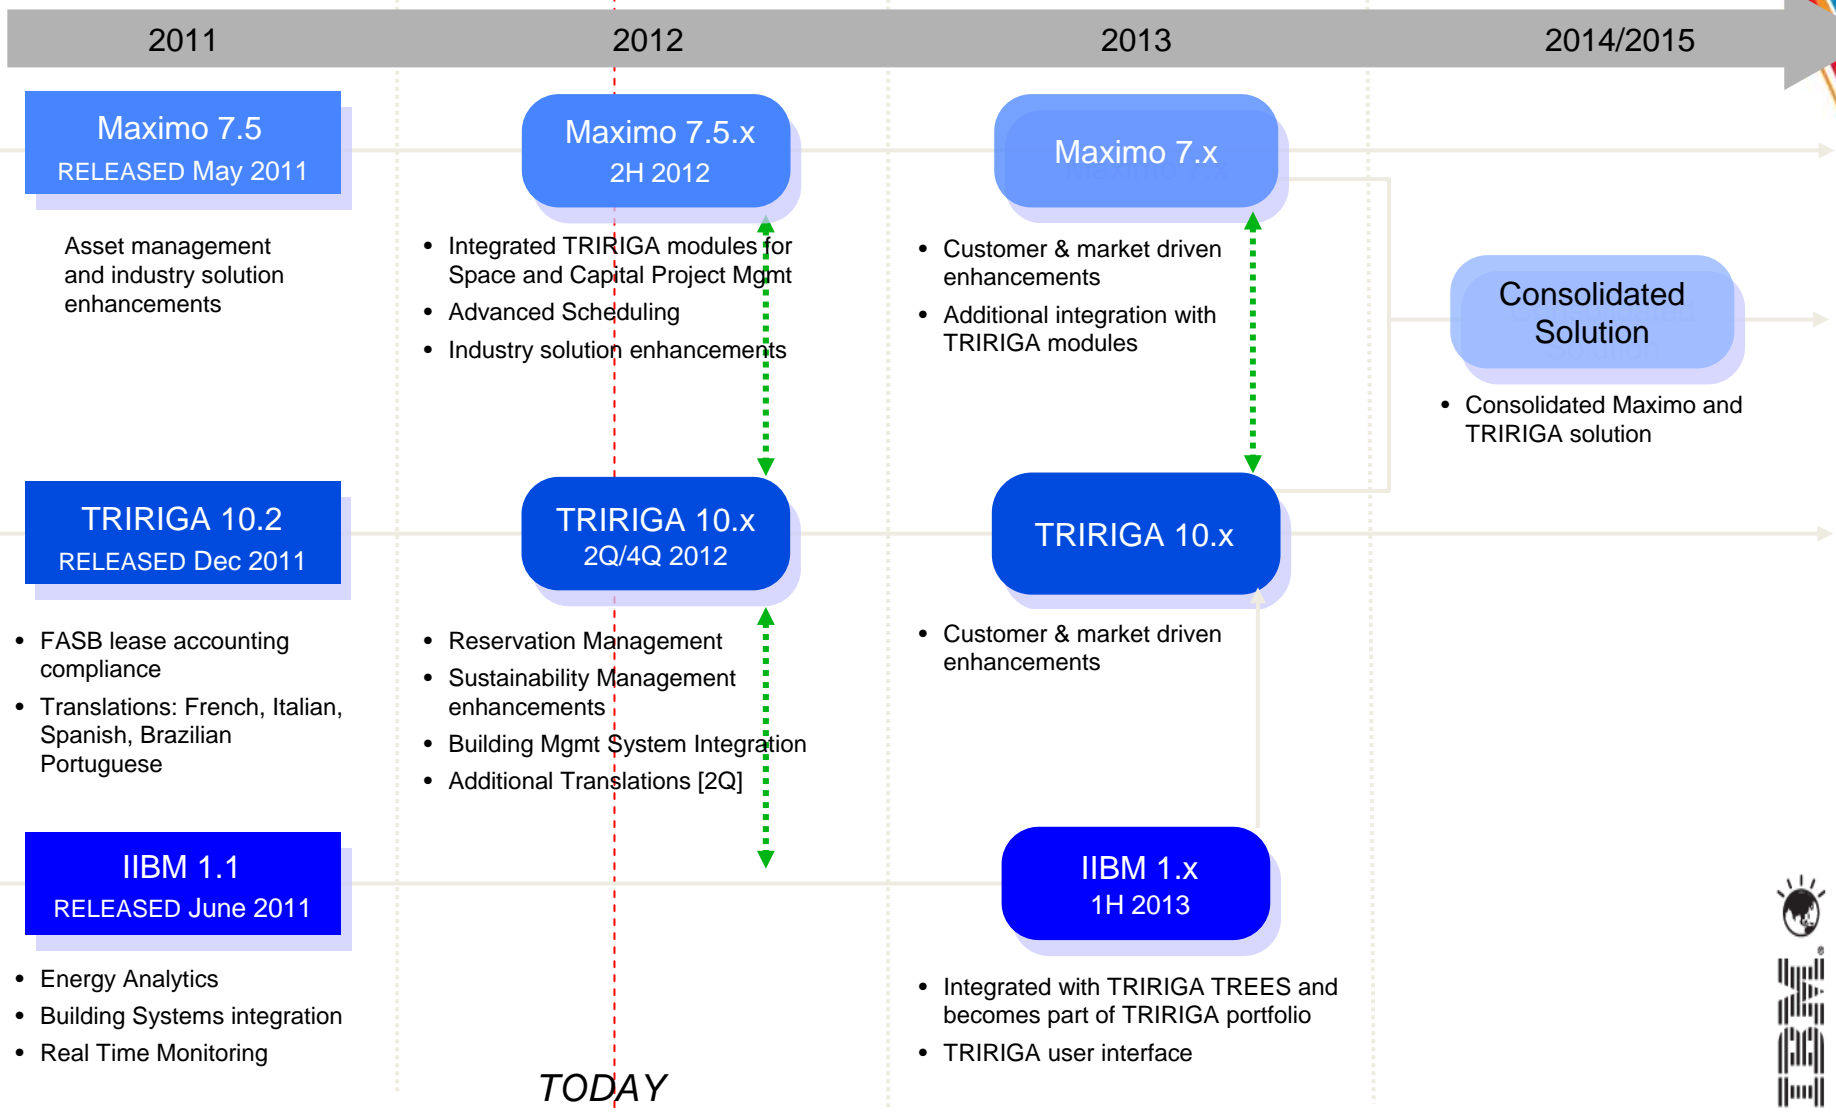 2011
2012
2013
2014/2015
Maximo 7.5
RELEASED May 2011
Maximo 7.5.x
2H 2012
Maximo 7.x
Asset management
and industry solution
enhancements
• Integrated TRIRIGA modules for
Space and Capital Project Mgmt
• Advanced Scheduling
• Industry solution enhancements
• Customer & market driven
enhancements
• Additional integration with
TRIRIGA modules
Consolidated
Solution
• Consolidated Maximo and
TRIRIGA solution
TRIRIGA 10.2
RELEASED Dec 2011
TRIRIGA 10.x
2Q/4Q 2012
TRIRIGA 10.x
• FASB lease accounting
compliance
• Translations: French, Italian,
Spanish, Brazilian
Portuguese
• Reservation Management
• Sustainability Management
enhancements
• Building Mgmt System Integration
• Additional Translations [2Q]
• Customer & market driven
enhancements
IIBM 1.1
RELEASED June 2011
IIBM 1.x
1H 2013
• Energy Analytics
• Building Systems integration
• Real Time Monitoring
• Integrated with TRIRIGA TREES and
becomes part of TRIRIGA portfolio
• TRIRIGA user interface
TODAY
IBM®